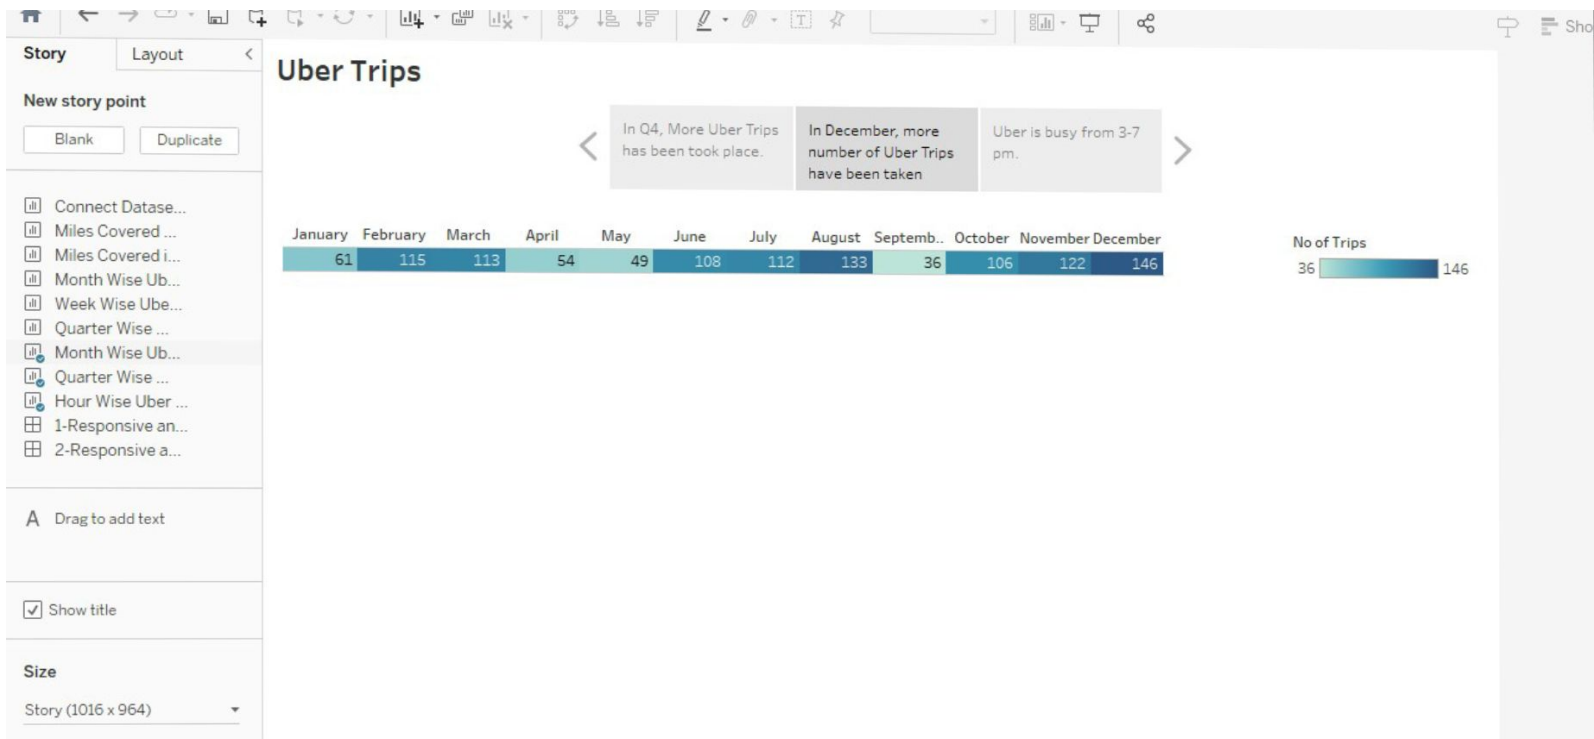 Sho
Story
Layout
New story point
Blank
Duplicate
Connect Datase...
Miles Covered ...
Miles Covered i...
Month Wise Ub...
Week Wise Ube...
Quarter Wise ...
Month Wise Ub...
Quarter Wise ...
Hour Wise Uber ...
1-Responsive an...
2-Responsive a...
A Drag to add text
Show title
Size
Story (1016 x 964)
Uber Trips
In Q4, More Uber Trips
has been took place.
In December, more
number of Uber Trips
have been taken
Uber is busy from 3-7
pm.
January February March April May June July August Septemb.. October November December
61 115 113 54 49 108 112 133 36 106 122 146
No of Trips
36 146